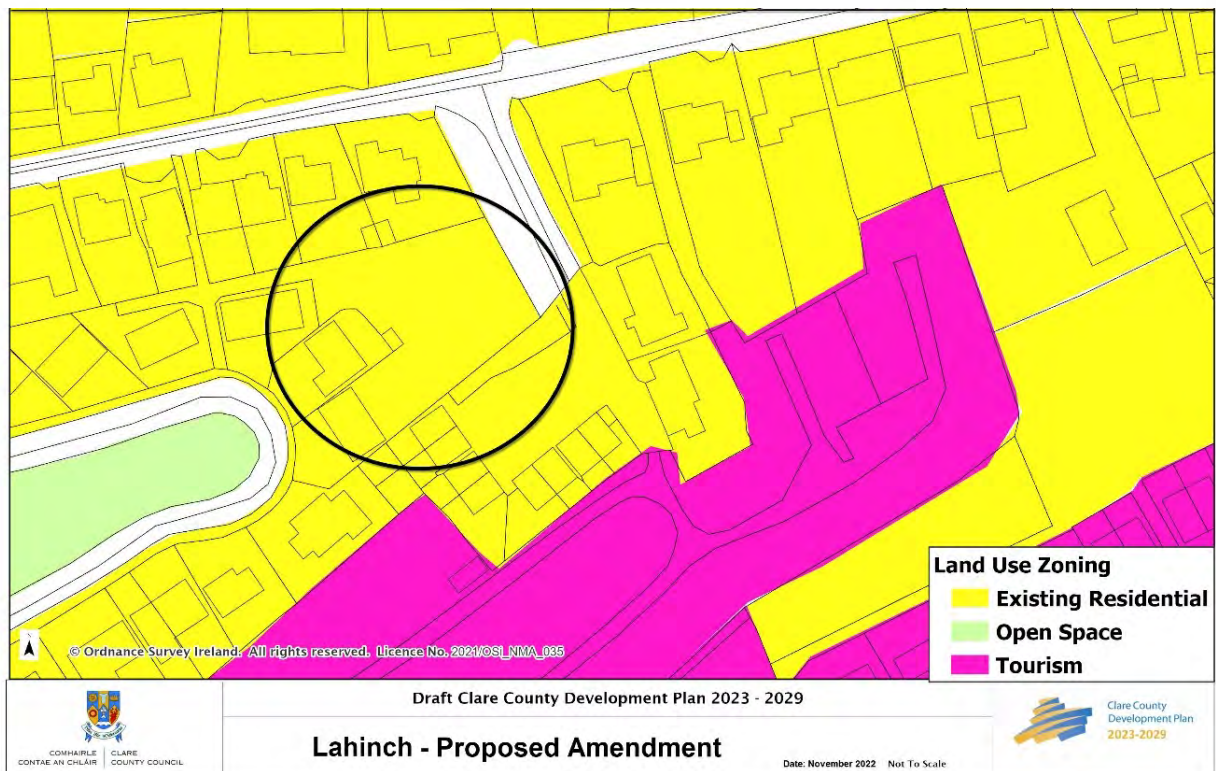 Land Use Zoning
Existing Residential
Open Space
Tourism
© Ordnance Survey Ireland. All rights reserved. Licence No. 2021/OSi_NMA_035
Draft Clare County Development Plan 2023 - 2029
Lahinch - Proposed Amendment
Date: November 2022 Not To Scale
COMHAIRLE
CONTAE AN CHLÁIR
CLARE
COUNTY COUNCIL
Clare County
Development Plan
2023-2029